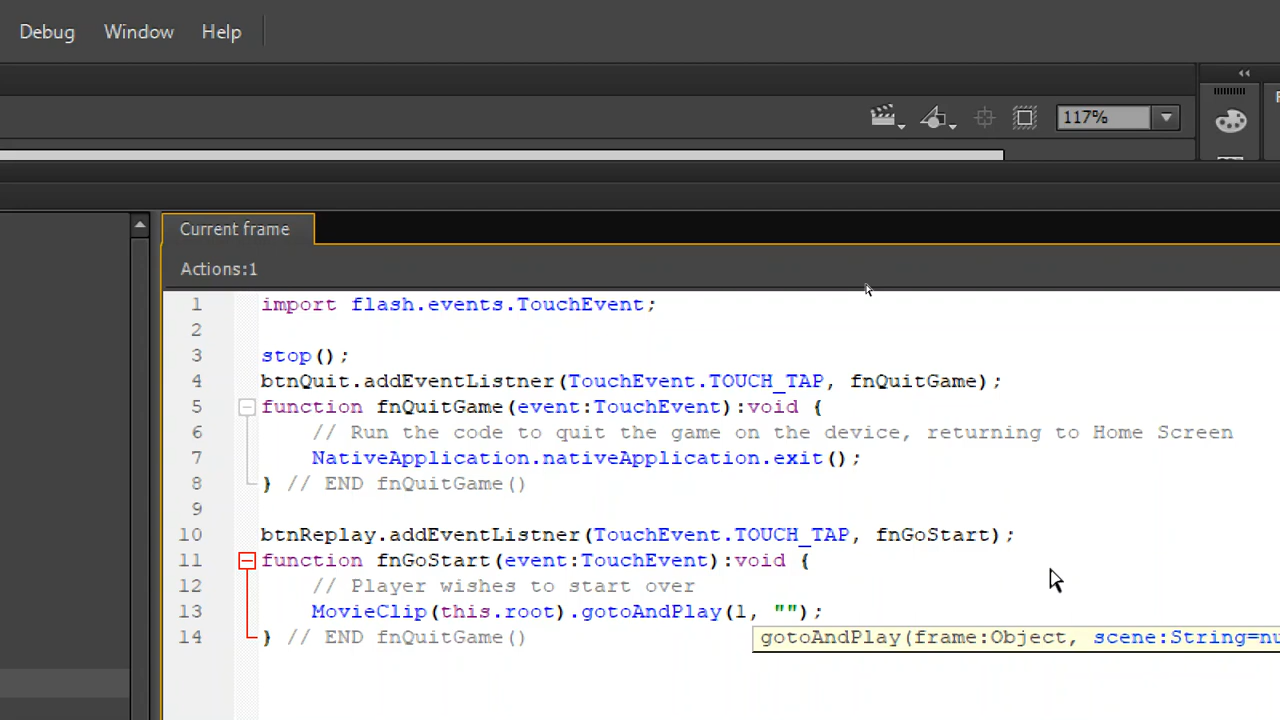 Debug Window Help
117%
Current frame
Actions:1
1 import flash.events.TouchEvent;
2
3 stop();
4 btnQuit.addEventListner(TouchEvent.TOUCH_TAP, fnQuitGame);
5 function fnQuitGame(event:TouchEvent):void {
6 // Run the code to quit the game on the device, returning to Home Screen
7 NativeApplication.nativeApplication.exit();
8 } // END fnQuitGame()
9
10 btnReplay.addEventListner(TouchEvent.TOUCH_TAP, fnGoStart);
11 function fnGoStart(event:TouchEvent):void {
12 // Player wishes to start over
13 MovieClip(this.root).gotoAndPlay(1, "");
14 } // END fnQuitGame()
gotoAndPlay(frame:Object, scene:String=nu